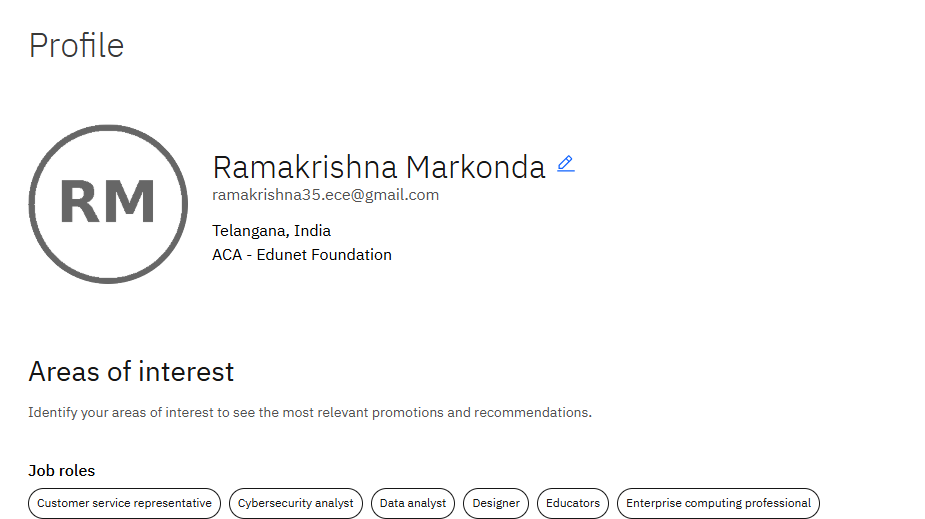 Profile
RM
Ramakrishna Markonda
ramakrishna35.ece@gmail.com
Telangana, India
ACA - Edunet Foundation
Areas of interest
Identify your areas of interest to see the most relevant promotions and recommendations.
Job roles
Customer service representative Cybersecurity analyst Data analyst Designer Educators Enterprise computing professional